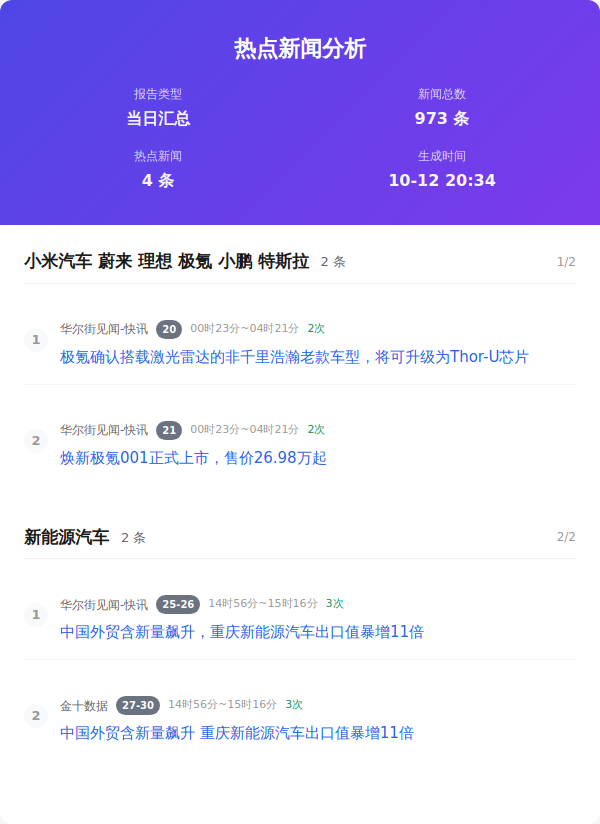 热点新闻分析
报告类型
新闻总数
当日汇总
973 条
热点新闻
生成时间
4 条
10-12 20:34
小米汽车 蔚来 理想 极氪 小鹏 特斯拉 2 条 1/2
1
华尔街见闻-快讯 20 00时23分~04时21分 2次
极氪确认搭载激光雷达的非千里浩瀚老款车型，将可升级为Thor-U芯片
2
华尔街见闻-快讯 21 00时23分~04时21分 2次
焕新极氪001正式上市，售价26.98万起
新能源汽车 2 条 2/2
1
华尔街见闻-快讯 25-26 14时56分~15时16分 3次
中国外贸含新量飙升，重庆新能源汽车出口值暴增11倍
2
金十数据 27-30 14时56分~15时16分 3次
中国外贸含新量飙升 重庆新能源汽车出口值暴增11倍